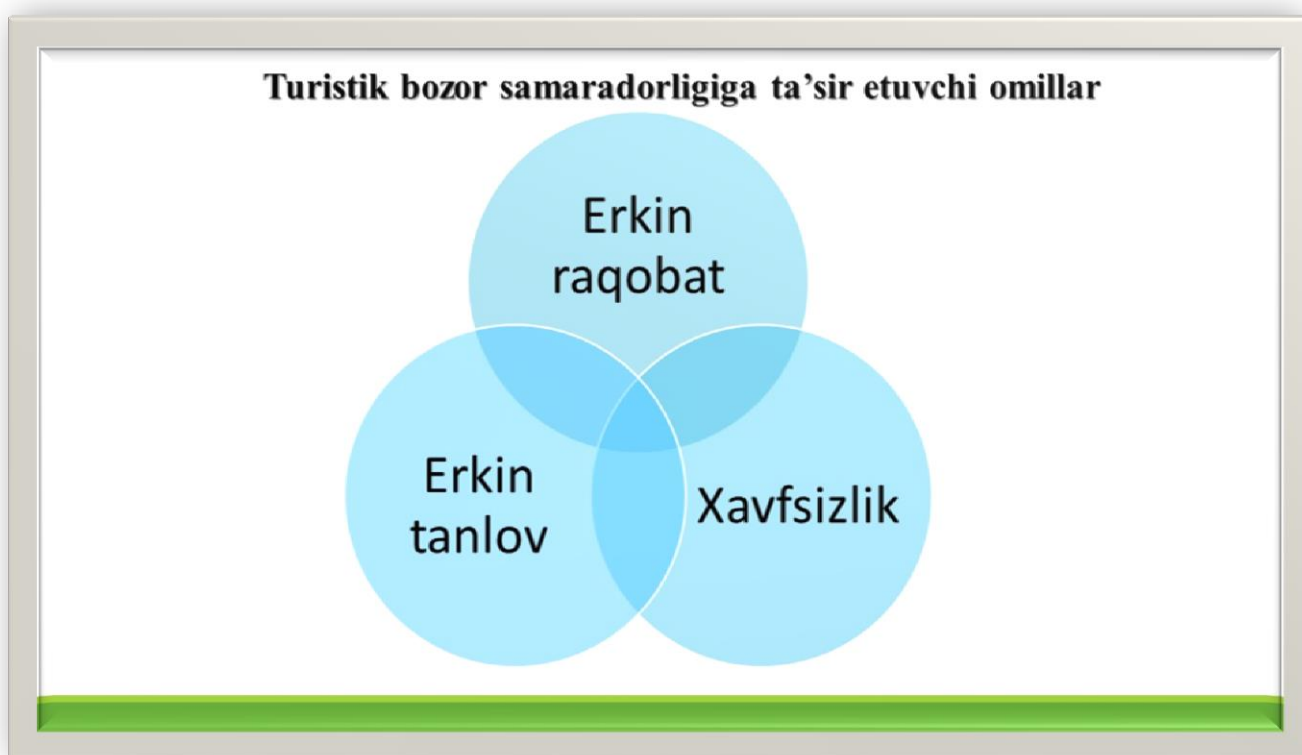 Turistik bozor samaradorligiga ta’sir etuvchi omillar
Erkin
raqobat
Erkin
tanlov
Xavfsizlik